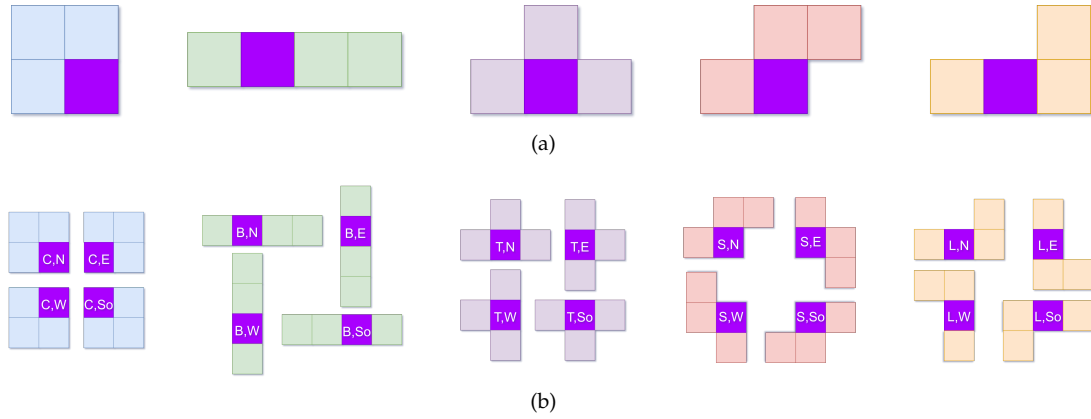 (a)
C,N C,E B,N B,E T,N T,E S,N S,E L,N L,E
C,W C,So B,W B,So T,W T,So S,W S,So L,W L,So
(b)